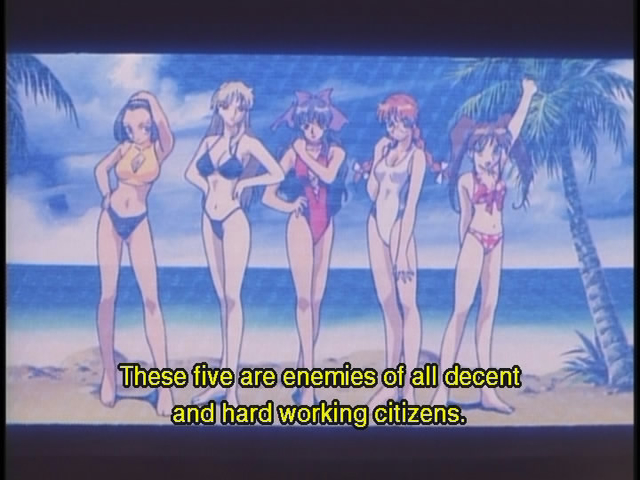 These five are enemies of all decent
and hard working citizens.